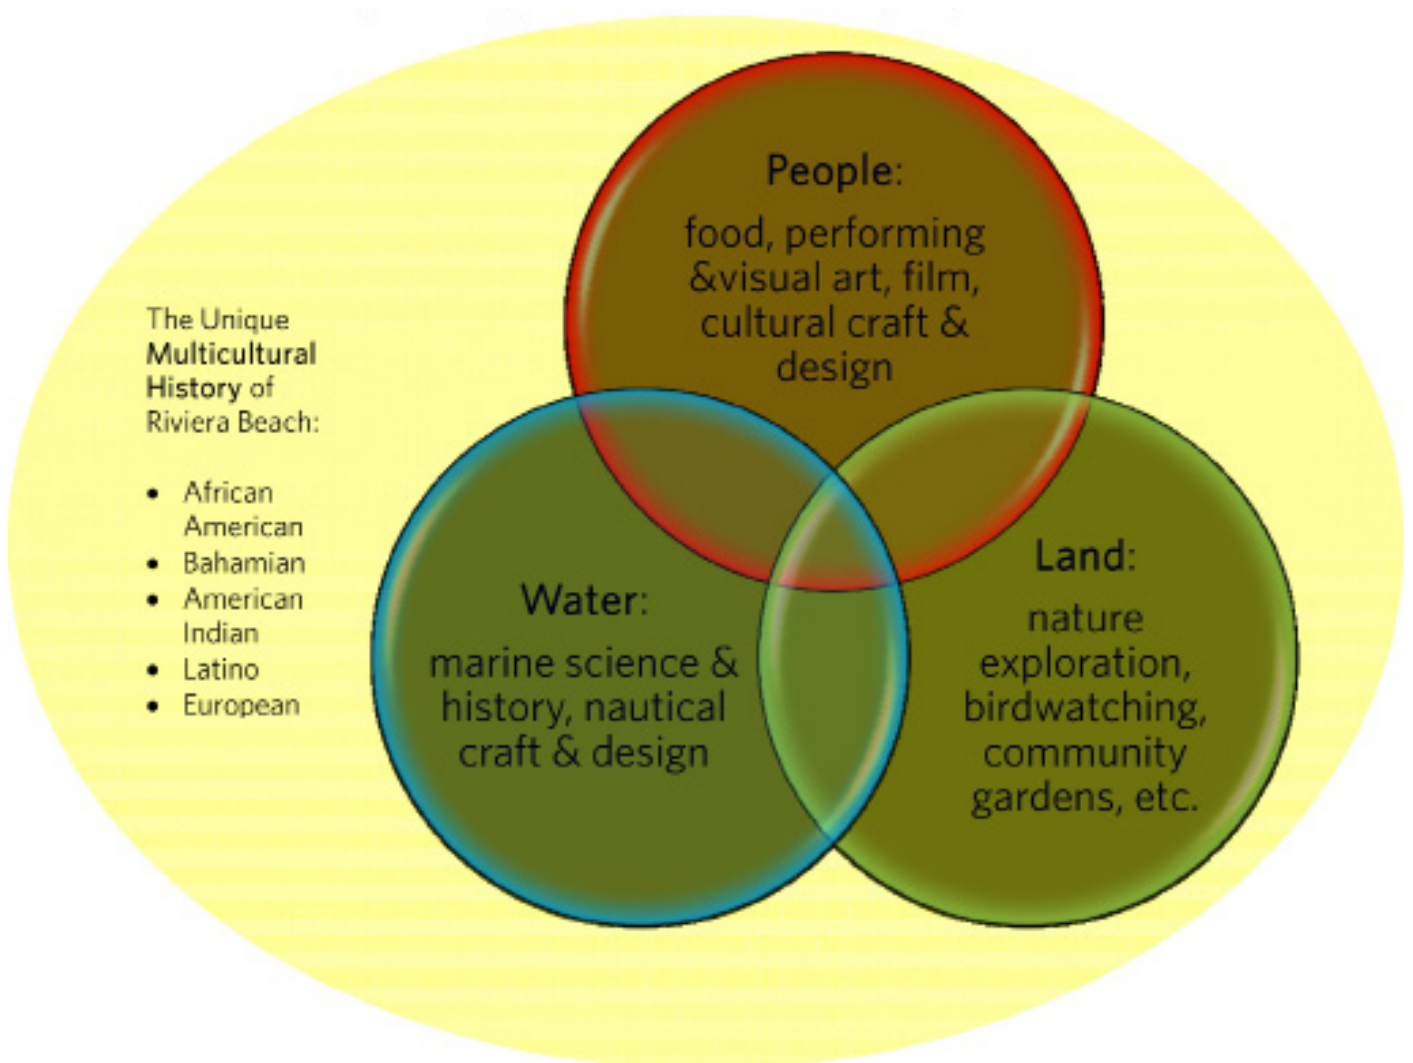 The Unique
Multicultural
History of
Riviera Beach:
• African
American
• Bahamian
• American
Indian
• Latino
• European
People:
food, performing
&visual art, film,
cultural craft &
design
Water:
marine science &
history, nautical
craft & design
Land:
nature
exploration,
birdwatching,
community
gardens, etc.